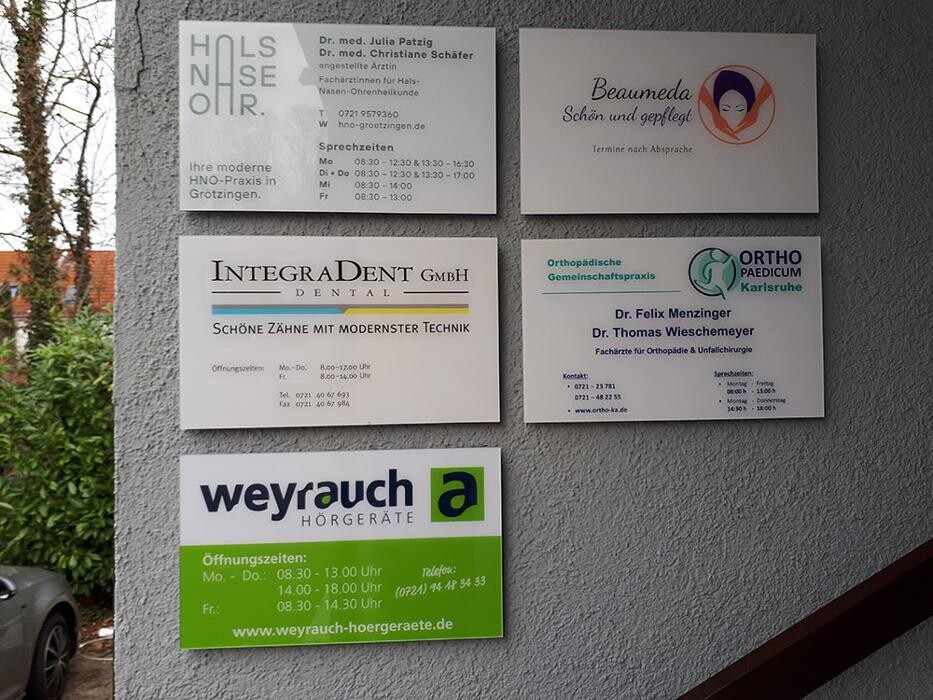 HALS
NASE
OHR.
Ihre moderne
HNO-Praxis in
Grötzingen.
Dr. med. Julia Patzig
Dr. med. Christiane Schäfer
angestellte Ärztin
Fachärztinnen für Hals-
Nasen-Ohrenheilkunde
T 0721 9579360
W hno-groetzingen.de
Sprechzeiten
Mo 08:30 – 12:30 & 13:30 – 16:30
Di + Do 08:30 – 12:30 & 13:30 – 17:00
Mi 08:30 – 14:00
Fr 08:30 – 13:00
Beaumeda
Schön und gepflegt
Termine nach Absprache
INTEGRADENT GMBH
DENTAL
SCHÖNE ZÄHNE MIT MODERNSTER TECHNIK
Öffnungszeiten: Mo.-Do. 8.00–17.00 Uhr
Fr. 8.00–14.00 Uhr
Tel. 0721 40 67 693
Fax 0721 40 67 984
Orthopädische
Gemeinschaftspraxis
ORTHO
PAEDICUM
Karlsruhe
Dr. Felix Menzinger
Dr. Thomas Wieschemeyer
Fachärzte für Orthopädie & Unfallchirurgie
Kontakt:
• 0721 – 23 781
0721 – 48 22 55
• www.ortho-ka.de
Sprechzeiten:
• Montag - Freitag
08:00 h - 13:00 h
• Montag - Donnerstag
14:30 h - 18:00 h
weyrauch a
HÖRGERÄTE
Öffnungszeiten:
Mo. - Do.: 08.30 - 13.00 Uhr
14.00 - 18.00 Uhr
Fr.: 08.30 - 14.30 Uhr
Telefon:
(0721) 94 18 34 33
www.weyrauch-hoergeraete.de